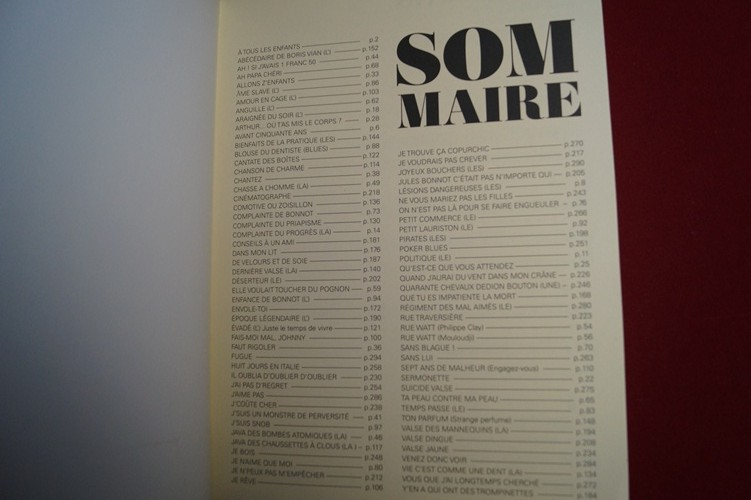 SOM
MAIRE
À TOUS LES ENFANTS p.2
ABÉCÉDAIRE DE BORIS VIAN (L') p.152
AH ! SI J'AVAIS 1 FRANC 50 p.44
AH PAPA CHÉRI p.68
ALLONS Z'ENFANTS p.33
ÂME SLAVE (L') p.86
AMOUR EN CAGE (L') p.103
ANGUILLE (L') p.62
ARAIGNÉE DU SOIR (L') p.18
ARTHUR... OÙ T'AS MIS LE CORPS ? p.28
AVANT CINQUANTE ANS p.6
BIENFAITS DE LA PRATIQUE (LES) p.144
BLOUSE DU DENTISTE (BLUES) p.88
CANTATE DES BOÎTES p.122
CHANSON DE CHARME p.114
CHANTEZ p.38
CHASSE A L'HOMME (LA) p.49
CINÉMATOGRAPHE p.218
COMOTIVE OU ZOISILLON p.136
COMPLAINTE DE BONNOT p.73
COMPLAINTE DU PRIAPISME p.130
COMPLAINTE DU PROGRÈS (LA) p.14
CONSEILS À UN AMI p.181
DANS MON LIT p.176
DE VELOURS ET DE SOIE p.187
DERNIÈRE VALSE (LA) p.140
DÉSERTEUR (LE) p.202
ELLE VOULAIT TOUCHER DU POGNON p.59
ENFANCE DE BONNOT (L') p.94
ENVOLE-TOI p.172
EPOQUE LÉGENDAIRE (L') p.190
ÉVADÉ (L') Juste le temps de vivre p.121
FAIS-MOI MAL, JOHNNY p.100
FAUT RIGOLER p.36
FUGUE p.294
HUIT JOURS EN ITALIE p.258
IL OUBLIA D'OUBLIER D'OUBLIER p.230
J'AI PAS D'REGRET p.254
J'AIME PAS p.286
J'COÛTE CHER p.238
J'SUIS UN MONSTRE DE PERVERSITÉ p.41
J'SUIS SNOB p.97
JAVA DES BOMBES ATOMIQUES (LA) p.46
JAVA DES CHAUSSETTES À CLOUS (LA ) p.117
JE BOIS p.248
JE N'AIME QUE MOI p.80
JE N'PEUX PAS M'EMPÊCHER p.212
JE RÊVE p.106
JE TROUVE ÇA COPURCHIC p.270
JE VOUDRAIS PAS CREVER p.217
JOYEUX BOUCHERS (LES) p.290
JULES BONNOT C'ÉTAIT PAS N'IMPORTE QUI p.205
LÉSIONS DANGEREUSES (LES) p.8
NE VOUS MARIEZ PAS LES FILLES p.243
ON N'EST PAS LÀ POUR SE FAIRE ENGUEULER p.76
PETIT COMMERCE (LE) p.266
PETIT LAURISTON (LE) p.92
PIRATES (LES) p.198
POKER BLUES p.251
POLITIQUE (LE) p.11
QU'EST-CE QUE VOUS ATTENDEZ p.25
QUAND J'AURAI DU VENT DANS MON CRÂNE p.228
QUARANTE CHEVAUX DEDION BOUTON (UNE) p.246
QUE TU ES IMPATIENTE LA MORT p.168
RÉGIMENT DES MAL AIMÉS (LE) p.280
RUE TRAVERSIÈRE p.223
RUE WATT (Philippe Clay) p.54
RUE WATT (Mouloudji) p.56
SANS BLAGUE ! p.70
SANS LUI p.263
SEPT ANS DE MALHEUR (Engagez-vous) p.110
SERMONETTE p.22
SUICIDE VALSE p.275
TA PEAU CONTRE MA PEAU p.65
TEMPS PASSE (LE) p.83
TON PARFUM (Strange perfume) p.148
VALSE DES MANNEQUINS (LA) p.194
VALSE DINGUE p.208
VALSE JAUNE p.234
VENEZ DONC VOIR p.284
VIE C'EST COMME UNE DENT (LA) p.134
VOUS QUE J'AI LONGTEMPS CHERCHÉ p.272
Y'EN A QUI ONT DES TROMPINETTES p.184